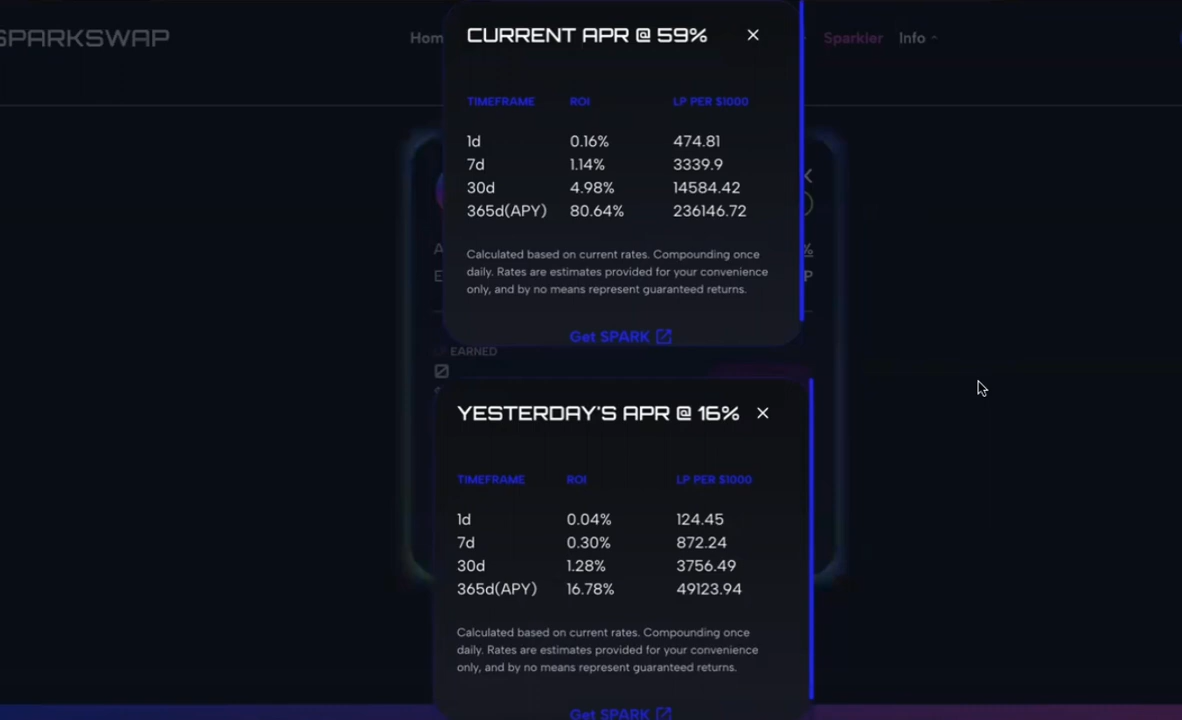 SPARKSWAP
Hom
Sparkler
Info
CURRENT APR @ 59%
TIMEFRAME ROI LP PER $1000
1d 0.16% 474.81
7d 1.14% 3339.9
30d 4.98% 14584.42
365d(APY) 80.64% 236146.72
Calculated based on current rates. Compounding once
daily. Rates are estimates provided for your convenience
only, and by no means represent guaranteed returns.
Get SPARK
EARNED
YESTERDAY'S APR @ 16%
TIMEFRAME ROI LP PER $1000
1d 0.04% 124.45
7d 0.30% 872.24
30d 1.28% 3756.49
365d(APY) 16.78% 49123.94
Calculated based on current rates. Compounding once
daily. Rates are estimates provided for your convenience
only, and by no means represent guaranteed returns.
Get SPARK